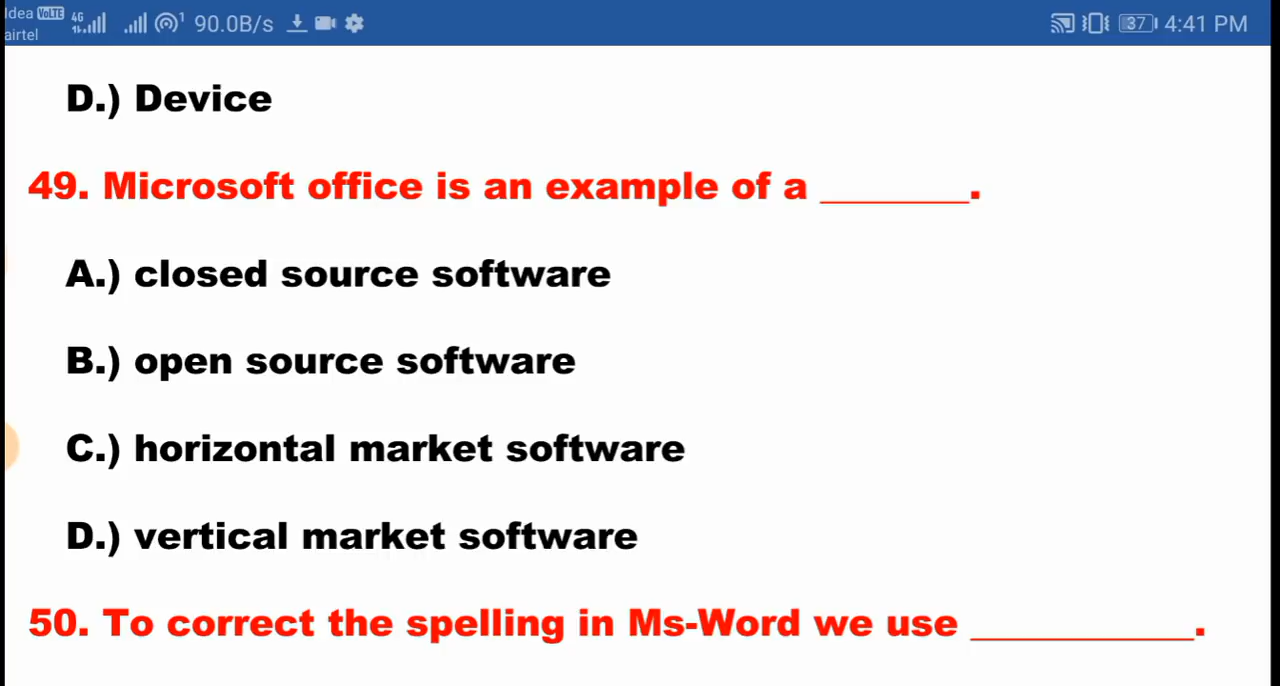 Idea VoLTE 4G 1 90.0B/s 37 4:41 PM
airtel
D.) Device
49. Microsoft office is an example of a ________.
A.) closed source software
B.) open source software
C.) horizontal market software
D.) vertical market software
50. To correct the spelling in Ms-Word we use ____________.